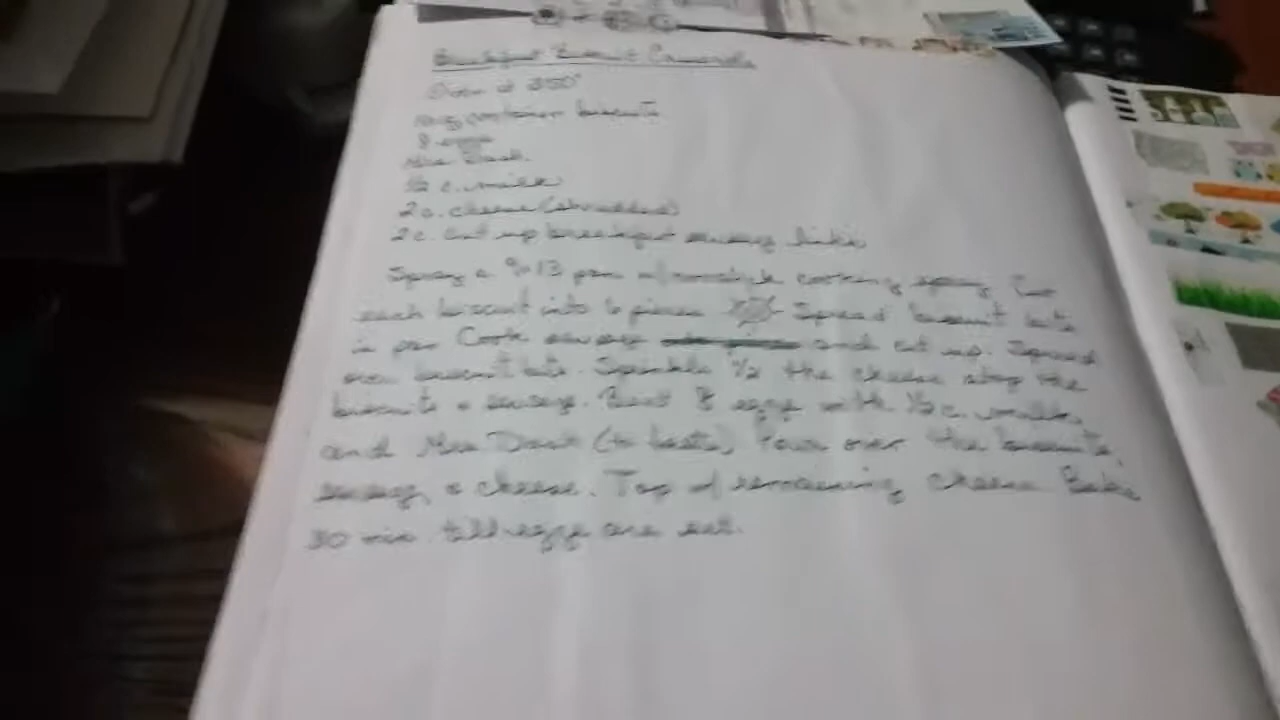 Breakfast Biscuit Casserole
Oven at 350°
container biscuits
8 eggs
Mrs Dash
1/2 c. milk
2 c. cheese (shredded)
2 c. cut up breakfast sausage links
Spray a 9x13 pan w/ nonstick cooking spray Cut
each biscuit into 6 pieces Spread biscuit bits
in pan Cook sausage and cut up. Spread
over biscuit bits. Sprinkle 1/2 the cheese atop the
biscuits + sausage. Beat 8 eggs with 1/2 c. milk,
and Mrs Dash (to taste) Pour over the biscuits,
sausage, + cheese. Top w/ remaining cheese Bake
30 min till eggs are set.